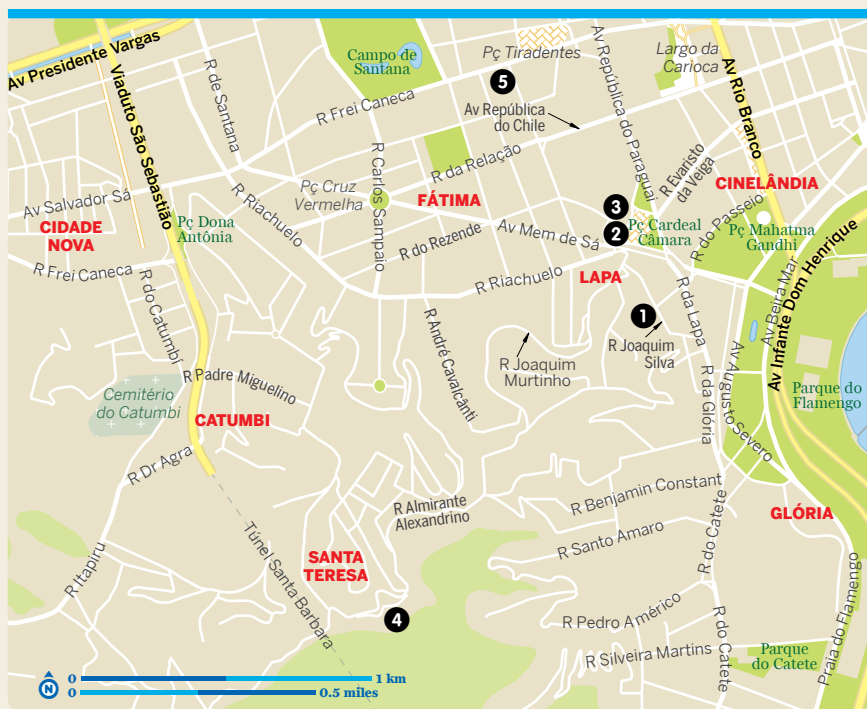 Av Presidente Vargas
Viaduto São Sebastião
R de Santana
Campo de
Santana
Pç Tiradentes
Av República do Paraguai
Largo da
Carioca
Av Rio Branco
5
R Frei Caneca
Av República
do Chile
R da Relação
R Evaristo
da Veiga
CINELÂNDIA
Pç Cruz
Vermelha
R Carlos Sampaio
FÁTIMA
Av Salvador Sá
CIDADE
NOVA
Pç Dona
Antônia
R Riachuelo
R do Rezende
Av Mem de Sá
3
2
Pç Cardeal
Câmara
R do Passeio
Pç Mahatma
Gandhi
R Frei Caneca
R do Catumbi
R Riachuelo
LAPA
R da Lapa
Av Beira Mar
Av Infante Dom Henrique
1
R Joaquim
Silva
R Joaquim
Murtinho
R André Cavalcânti
R Padre Miguelino
Cemitério
do Catumbi
CATUMBI
R da Glória
Av Augusto Severo
Parque do
Flamengo
R Dr Agra
R Itapiru
Túnel Santa Barbara
R Almirante
Alexandrino
R Benjamin Constant
GLÓRIA
R Santo Amaro
R do Catete
SANTA
TERESA
4
R Pedro Américo
R Silveira Martins
R do Catete
Parque
do Catete
Praia do Flamengo
N
0 1 km
0 0.5 miles